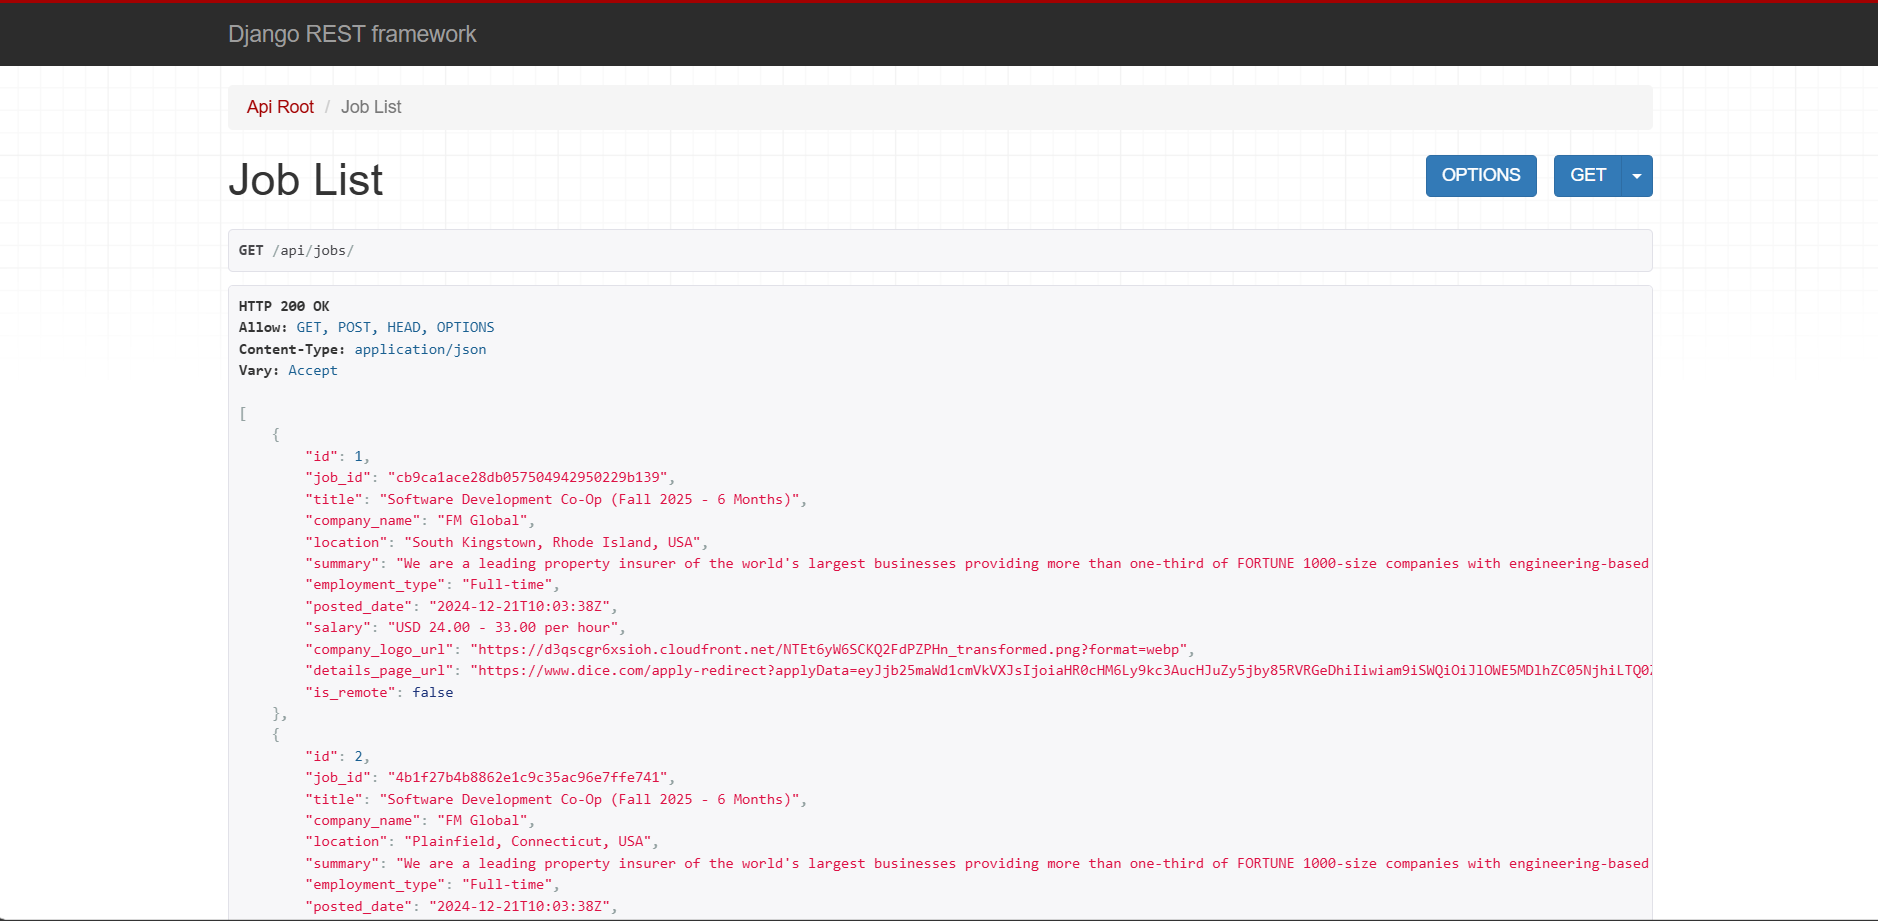 Django REST framework
Api Root / Job List
Job List
OPTIONS
GET
GET /api/jobs/
HTTP 200 OK
Allow: GET, POST, HEAD, OPTIONS
Content-Type: application/json
Vary: Accept
[
    {
        "id": 1,
        "job_id": "cb9ca1ace28db057504942950229b139",
        "title": "Software Development Co-Op (Fall 2025 - 6 Months)",
        "company_name": "FM Global",
        "location": "South Kingstown, Rhode Island, USA",
        "summary": "We are a leading property insurer of the world's largest businesses providing more than one-third of FORTUNE 1000-size companies with engineering-based
        "employment_type": "Full-time",
        "posted_date": "2024-12-21T10:03:38Z",
        "salary": "USD 24.00 - 33.00 per hour",
        "company_logo_url": "https://d3qscgr6xsioh.cloudfront.net/NTEt6yW6SCKQ2FdPZPHn_transformed.png?format=webp",
        "details_page_url": "https://www.dice.com/apply-redirect?applyData=eyJjb25maWd1cmVkVXJsIjoiaHR0cHM6Ly9kc3AucHJuZy5jby85RVRGeDhiIiwiam9iSWQiOiJlOWE5MDlhZC05NjhiLTQ0Z
        "is_remote": false
    },
    {
        "id": 2,
        "job_id": "4b1f27b4b8862e1c9c35ac96e7ffe741",
        "title": "Software Development Co-Op (Fall 2025 - 6 Months)",
        "company_name": "FM Global",
        "location": "Plainfield, Connecticut, USA",
        "summary": "We are a leading property insurer of the world's largest businesses providing more than one-third of FORTUNE 1000-size companies with engineering-based
        "employment_type": "Full-time",
        "posted_date": "2024-12-21T10:03:38Z",